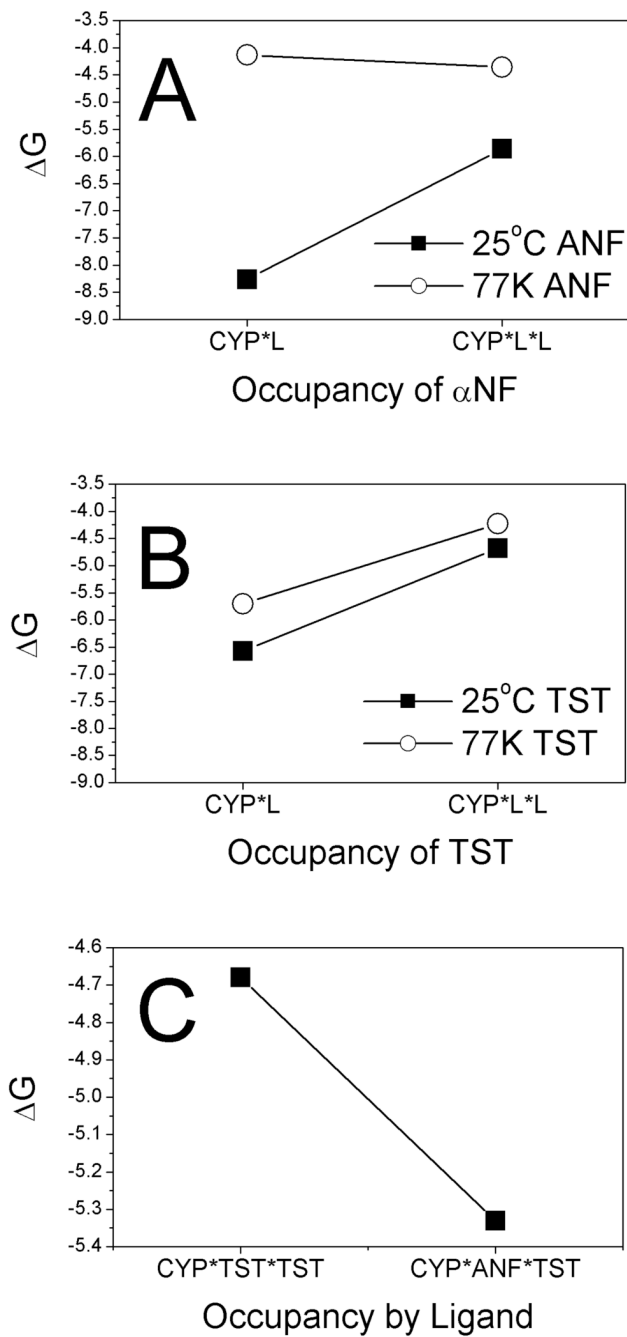 -3.5
-4.0
-4.5
-5.0
-5.5
-6.0
-6.5
-7.0
-7.5
-8.0
-8.5
-9.0
ΔG
A
25°C ANF
77K ANF
CYP*L CYP*L*L
Occupancy of αNF
-3.5
-4.0
-4.5
-5.0
-5.5
-6.0
-6.5
-7.0
-7.5
-8.0
-8.5
-9.0
ΔG
B
25°C TST
77K TST
CYP*L CYP*L*L
Occupancy of TST
-4.6
-4.7
-4.8
-4.9
-5.0
-5.1
-5.2
-5.3
-5.4
ΔG
C
CYP*TST*TST CYP*ANF*TST
Occupancy by Ligand